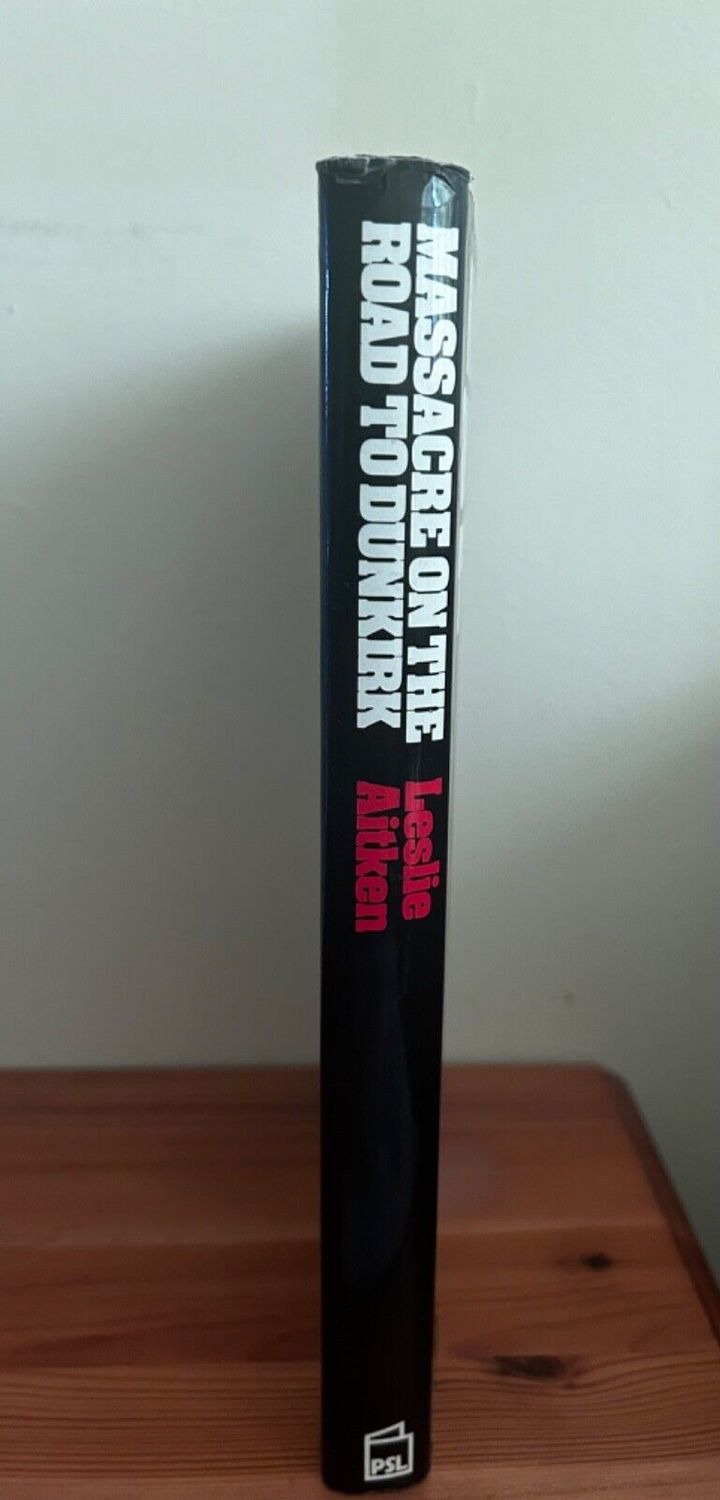 MASSACRE ON THE
ROAD TO DUNKIRK
Leslie
Aitken
PSL